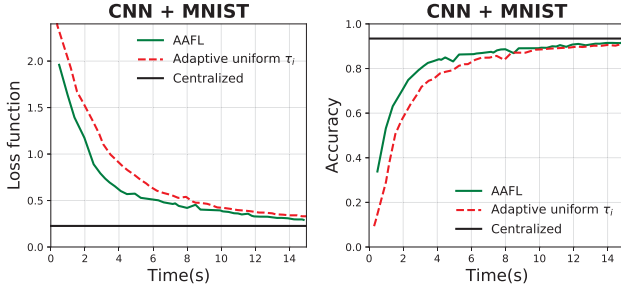 CNN + MNIST
Loss function
2.0
1.5
1.0
0.5
0.0
0 2 4 6 8 10 12 14
Time(s)
AAFL
Adaptive uniform τi
Centralized
CNN + MNIST
Accuracy
1.0
0.8
0.6
0.4
0.2
0.0
0 2 4 6 8 10 12 14
Time(s)
AAFL
Adaptive uniform τi
Centralized